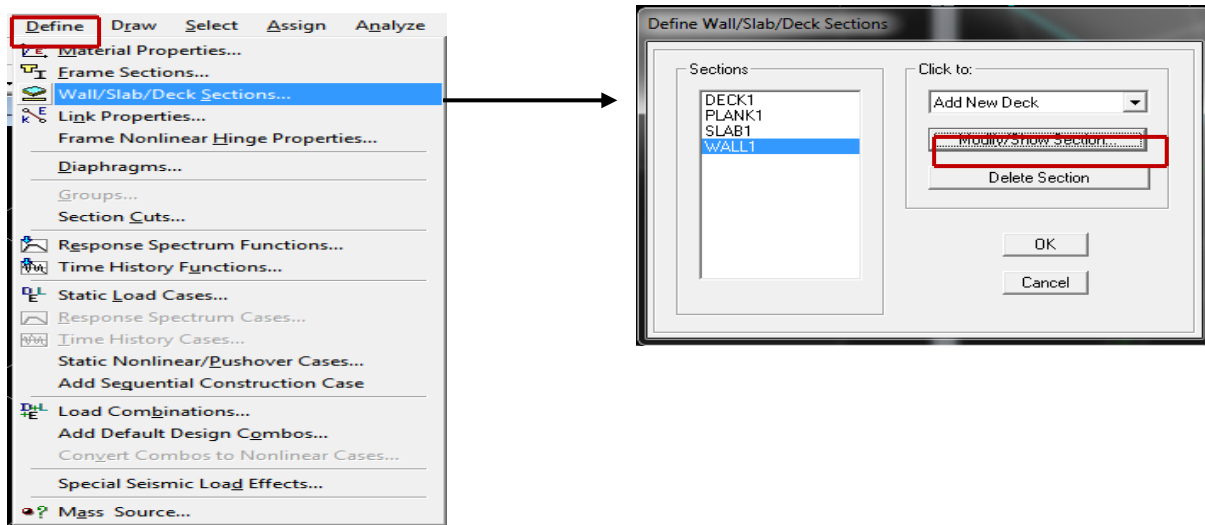 Define Draw Select Assign Analyze
Material Properties...
Frame Sections...
Wall/Slab/Deck Sections...
Link Properties...
Frame Nonlinear Hinge Properties...
Diaphragms...
Groups...
Section Cuts...
Response Spectrum Functions...
Time History Functions...
Static Load Cases...
Response Spectrum Cases...
Time History Cases...
Static Nonlinear/Pushover Cases...
Add Sequential Construction Case
Load Combinations...
Add Default Design Combos...
Convert Combos to Nonlinear Cases...
Special Seismic Load Effects...
Mass Source...
Define Wall/Slab/Deck Sections
Sections
DECK1
PLANK1
SLAB1
WALL1
Click to:
Add New Deck
Modify/Show Section...
Delete Section
OK
Cancel